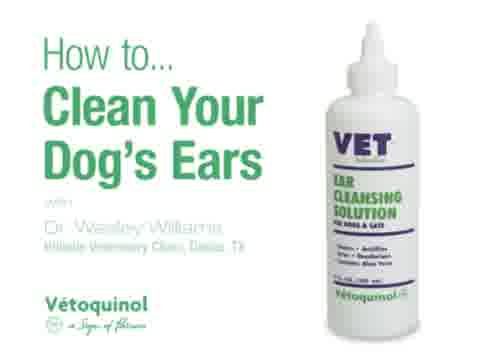 How to...
Clean Your
Dog's Ears
with
Dr. Wesley Williams
Veterinary Clinic, Dallas, TX
Vétoquinol
a Sign of Passion
VET
EAR
CLEANSING
SOLUTION
FOR DOGS & CATS
Vétoquinol